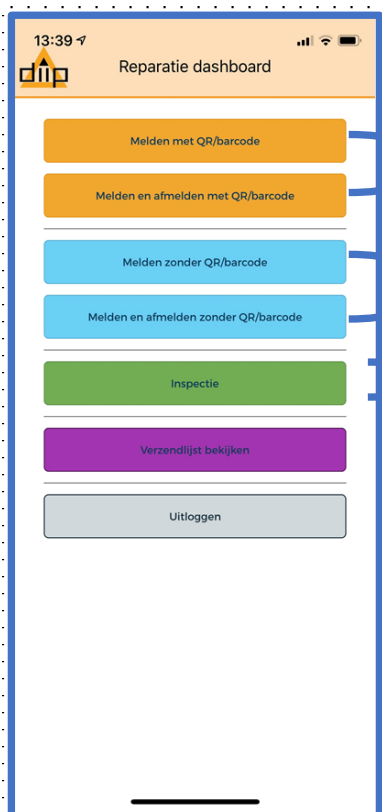 13:39
diip
Reparatie dashboard
Melden met QR/barcode
Melden en afmelden met QR/barcode
Melden zonder QR/barcode
Melden en afmelden zonder QR/barcode
Inspectie
Verzendlijst bekijken
Uitloggen